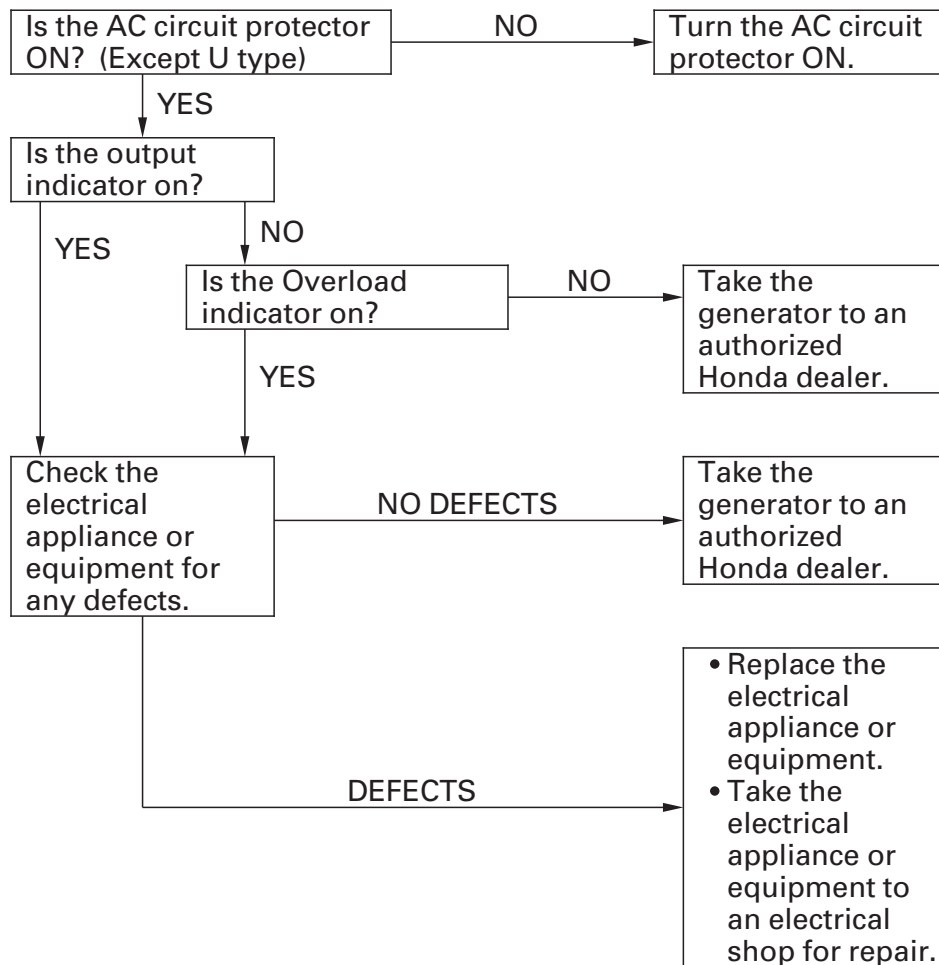 Is the AC circuit protector
ON?  (Except U type)
NO
Turn the AC circuit
protector ON.
YES
Is the output
indicator on?
YES
NO
Is the Overload
indicator on?
NO
Take the
generator to an
authorized
Honda dealer.
YES
Check the
electrical
appliance or
equipment for
any defects.
NO DEFECTS
Take the
generator to an
authorized
Honda dealer.
DEFECTS
• Replace the
electrical
appliance or
equipment.
• Take the
electrical
appliance or
equipment to
an electrical
shop for repair.